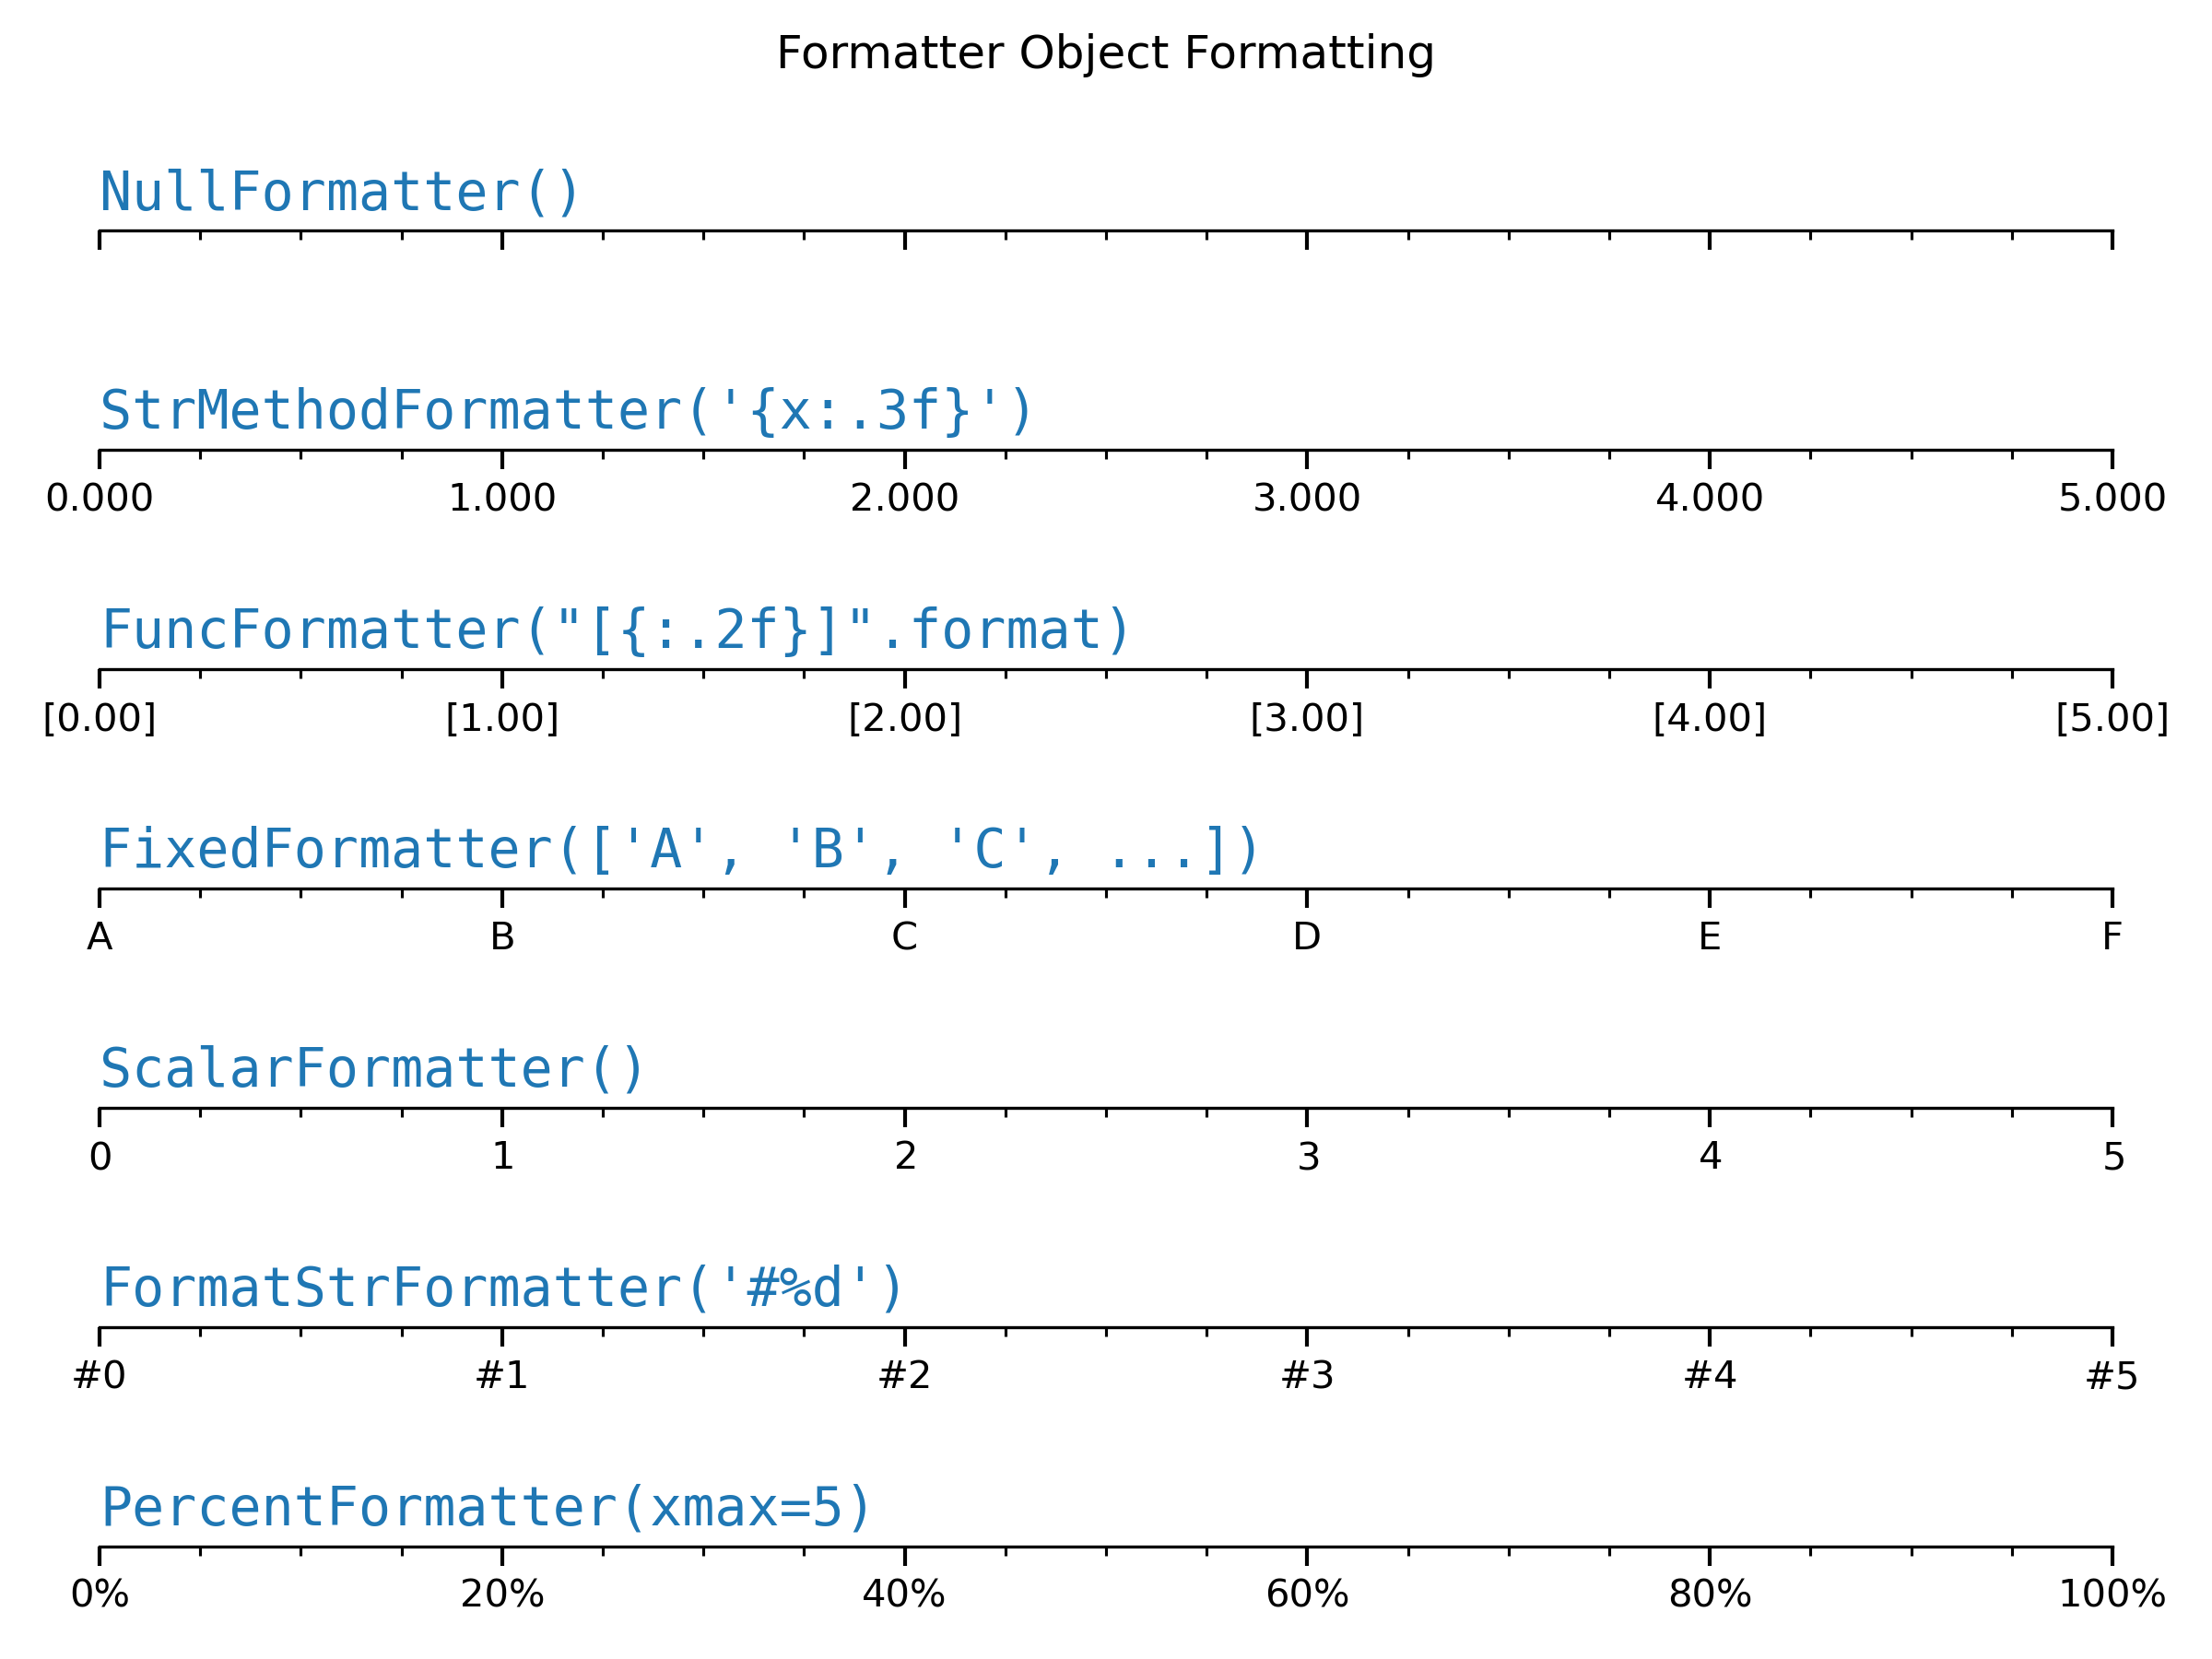 Formatter Object Formatting
NullFormatter()
StrMethodFormatter('{x:.3f}')
0.000 1.000 2.000 3.000 4.000 5.000
FuncFormatter("[{:.2f}]".format)
[0.00] [1.00] [2.00] [3.00] [4.00] [5.00]
FixedFormatter(['A', 'B', 'C', ...])
A B C D E F
ScalarFormatter()
0 1 2 3 4 5
FormatStrFormatter('#%d')
#0 #1 #2 #3 #4 #5
PercentFormatter(xmax=5)
0% 20% 40% 60% 80% 100%